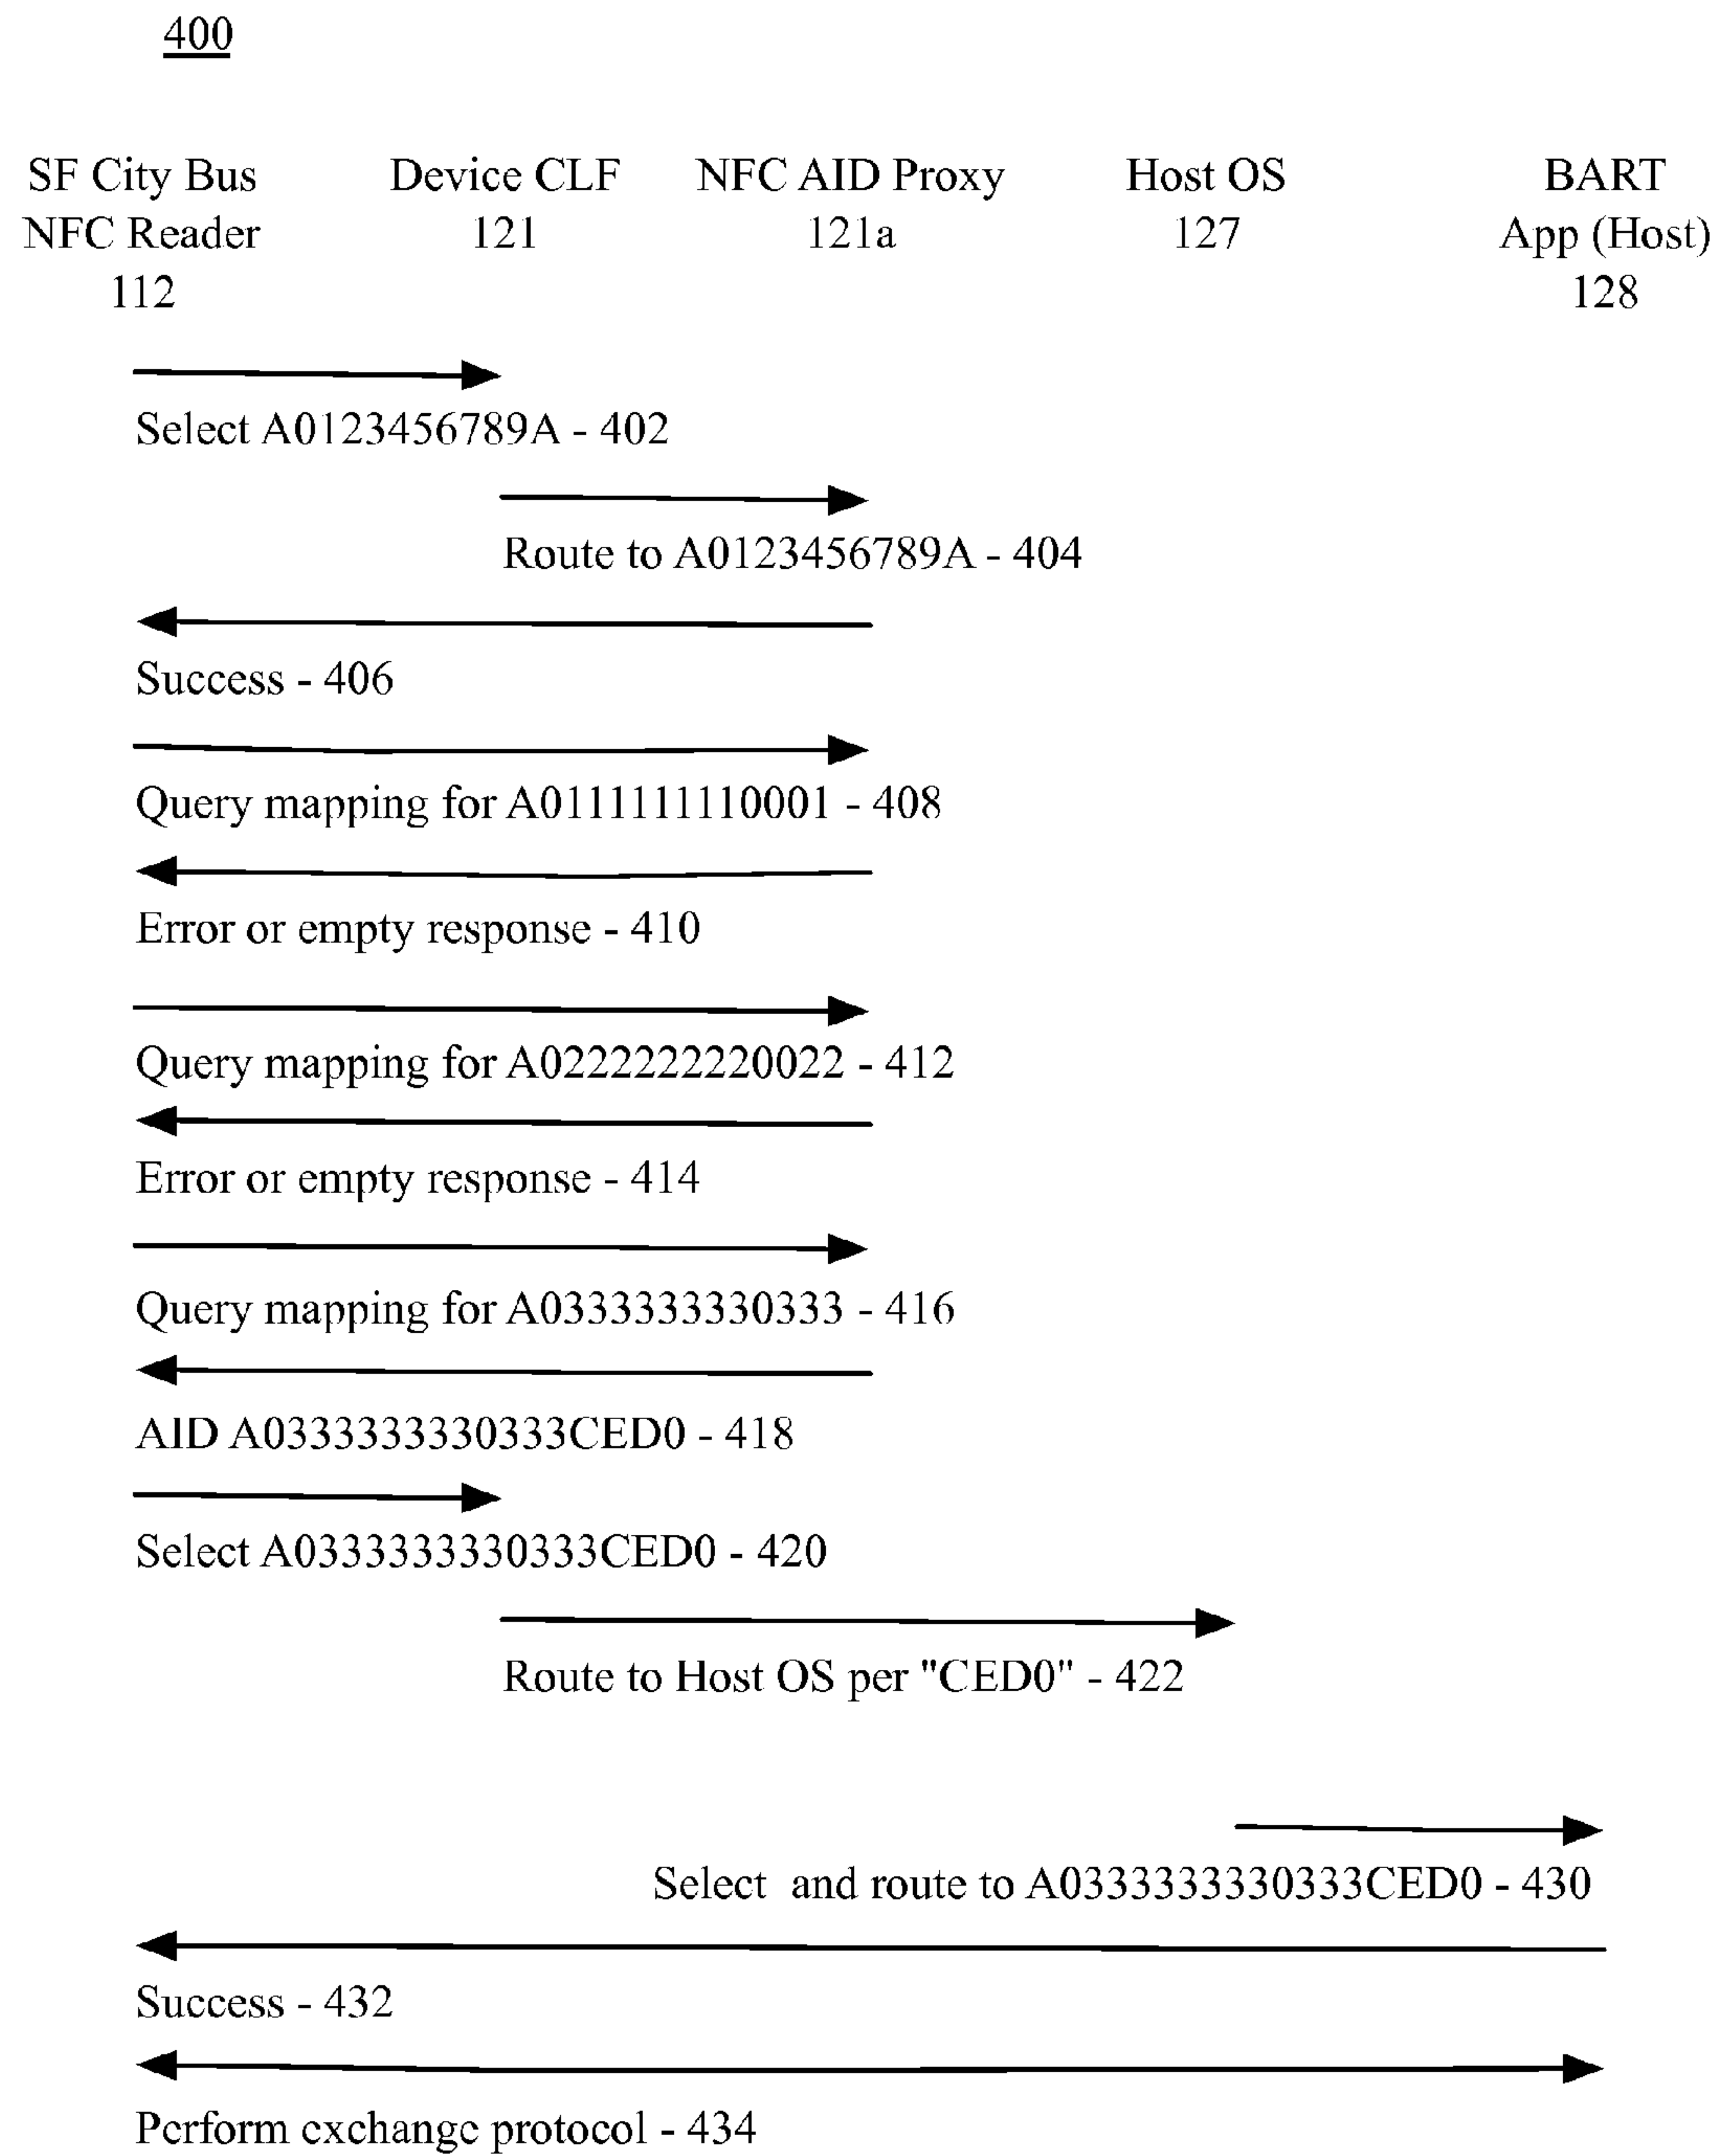 400
SF City Bus Device CLF NFC AID Proxy Host OS BART
NFC Reader 121 121a 127 App (Host)
112 128
Select A0123456789A - 402
Route to A0123456789A - 404
Success - 406
Query mapping for A0111111110001 - 408
Error or empty response - 410
Query mapping for A0222222220022 - 412
Error or empty response - 414
Query mapping for A0333333330333 - 416
AID A0333333330333CED0 - 418
Select A0333333330333CED0 - 420
Route to Host OS per "CED0" - 422
Select and route to A0333333330333CED0 - 430
Success - 432
Perform exchange protocol - 434